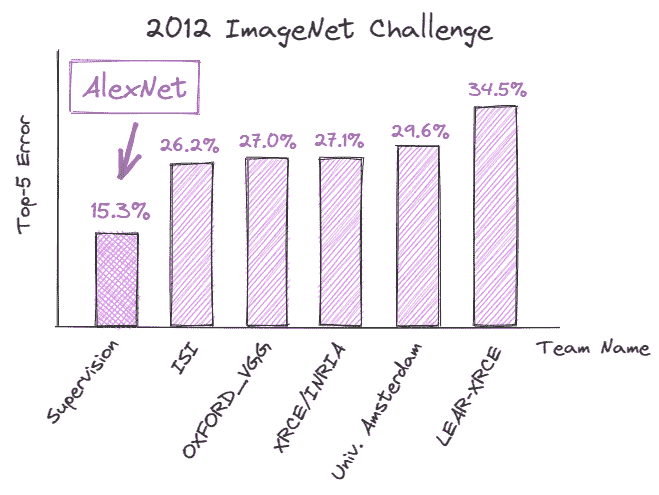 2012 ImageNet Challenge
AlexNet
Top-5 Error
15.3%
26.2%
27.0%
27.1%
29.6%
34.5%
Supervision
ISI
OXFORD_VGG
XRCE/INRIA
Univ. Amsterdam
LEAR-XRCE
Team Name